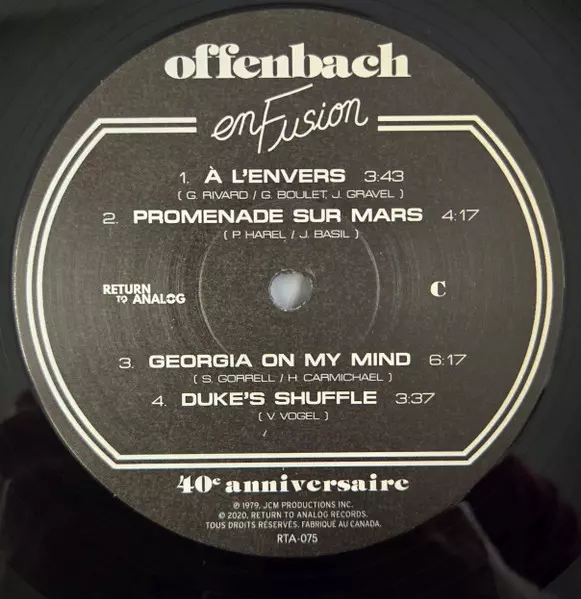 offenbach
en Fusion
1. À L'ENVERS 3:43
( G. RIVARD / G. BOULET, J. GRAVEL )
2. PROMENADE SUR MARS 4:17
( P. HAREL / J. BASIL )
RETURN
TO ANALOG
C
3. GEORGIA ON MY MIND 6:17
( S. GORRELL / H. CARMICHAEL )
4. DUKE'S SHUFFLE 3:37
( V. VOGEL )
40e anniversaire
℗ 1979, JCM PRODUCTIONS INC.
© 2020, RETURN TO ANALOG RECORDS.
TOUS DROITS RÉSERVÉS. FABRIQUÉ AU CANADA.
RTA-075